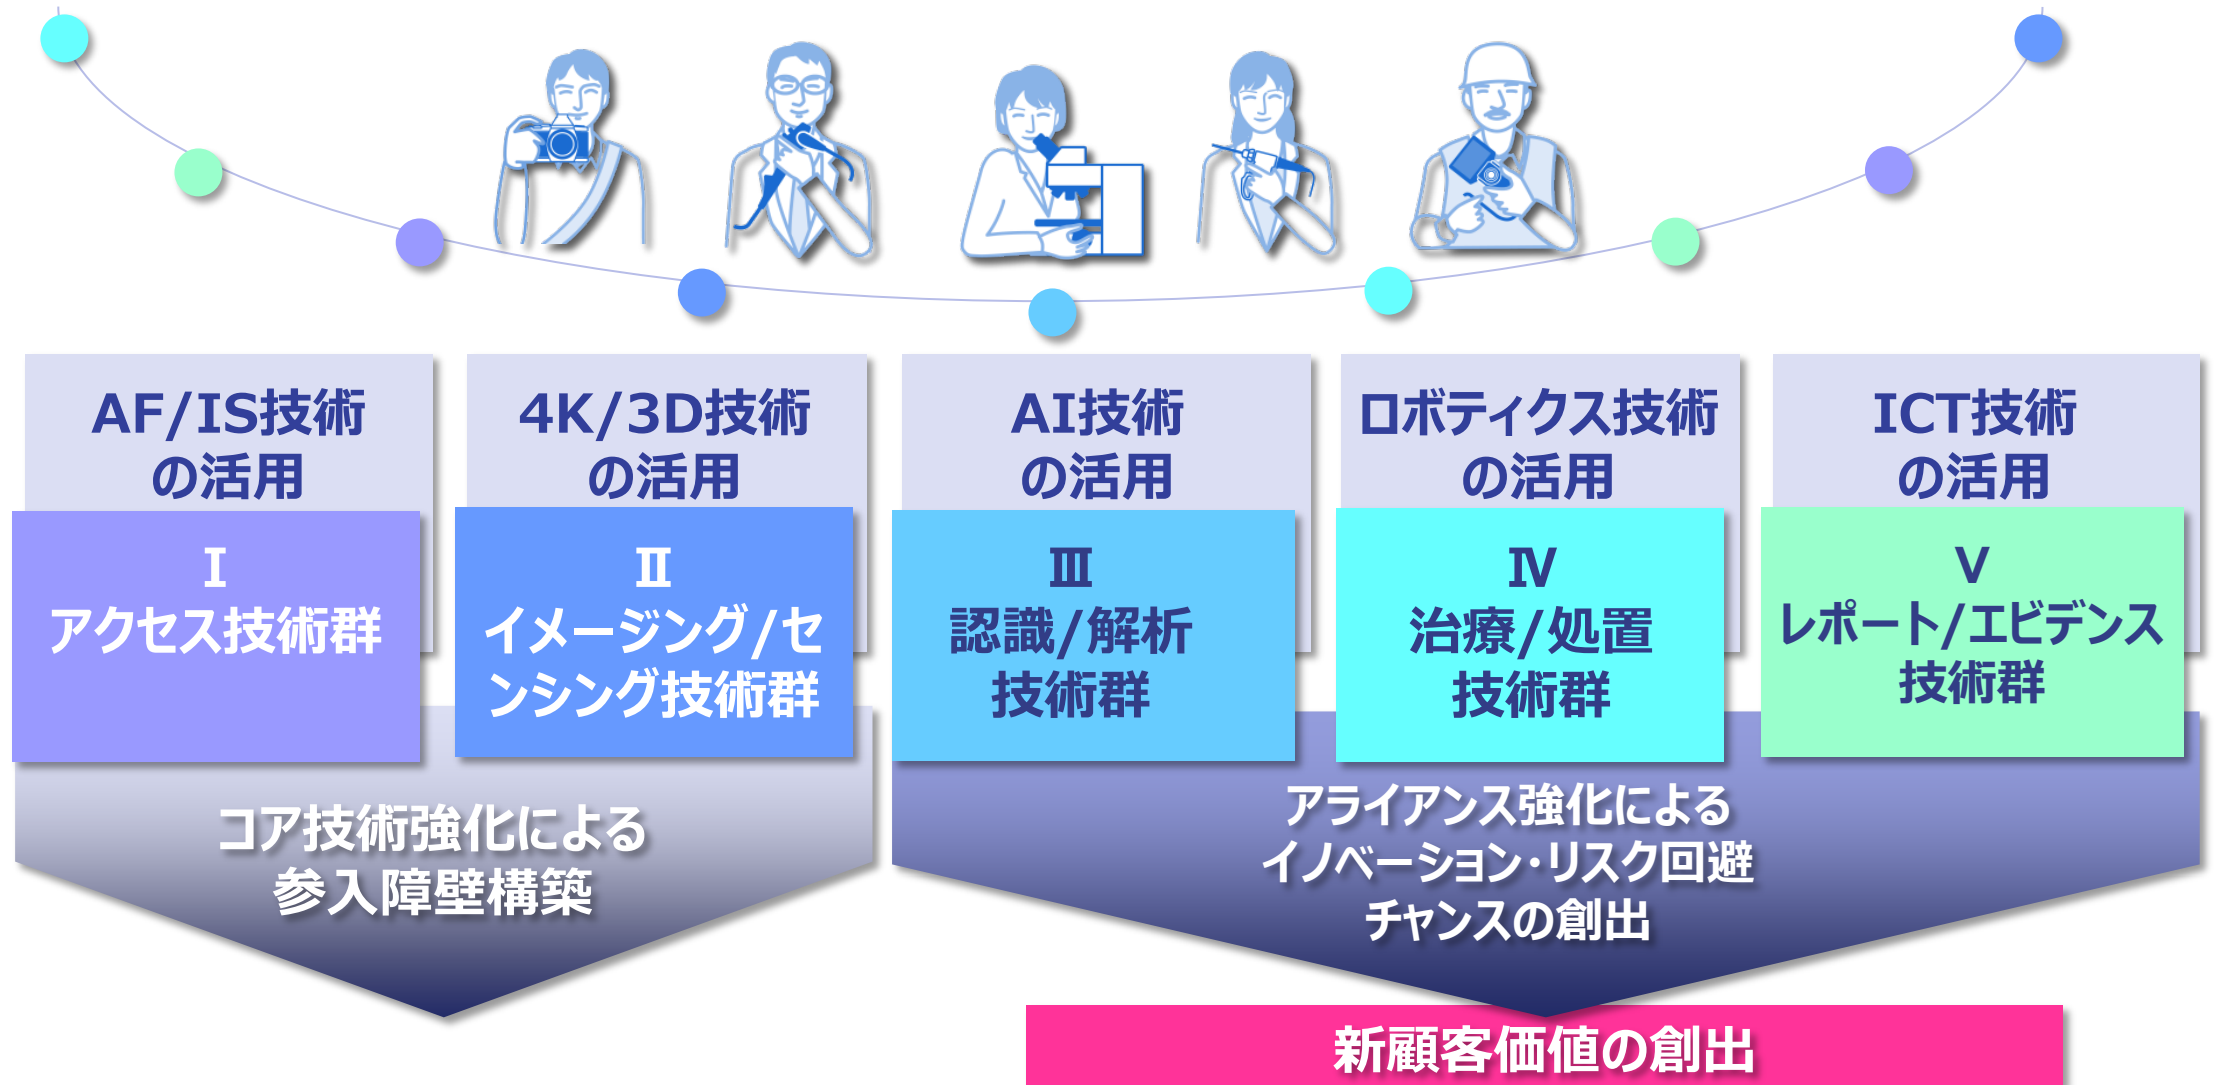 AF/IS技術
の活用
4K/3D技術
の活用
AI技術
の活用
ロボティクス技術
の活用
ICT技術
の活用
Ⅰ
アクセス技術群
Ⅱ
イメージング/セ
ンシング技術群
Ⅲ
認識/解析
技術群
Ⅳ
治療/処置
技術群
Ⅴ
レポート/エビデンス
技術群
コア技術強化による
参入障壁構築
アライアンス強化による
イノベーション・リスク回避
チャンスの創出
新顧客価値の創出